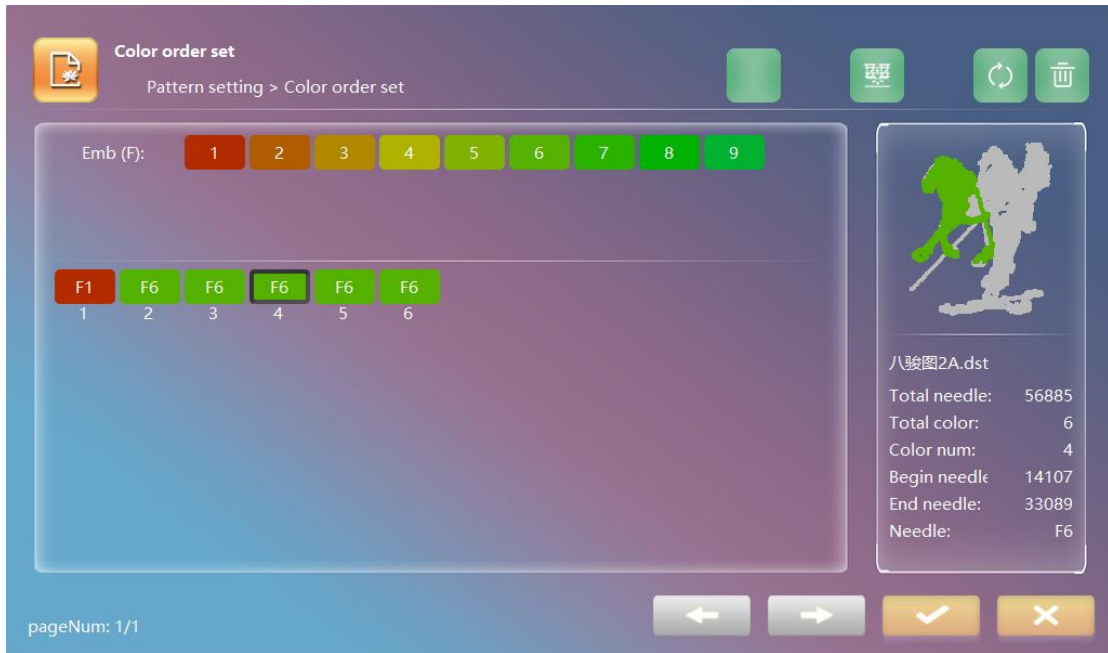 Color order set
Pattern setting > Color order set
Emb (F): 1 2 3 4 5 6 7 8 9
F1 F6 F6 F6 F6 F6
1 2 3 4 5 6
八骏图2A.dst
Total needle: 56885
Total color: 6
Color num: 4
Begin needle 14107
End needle: 33089
Needle: F6
pageNum: 1/1